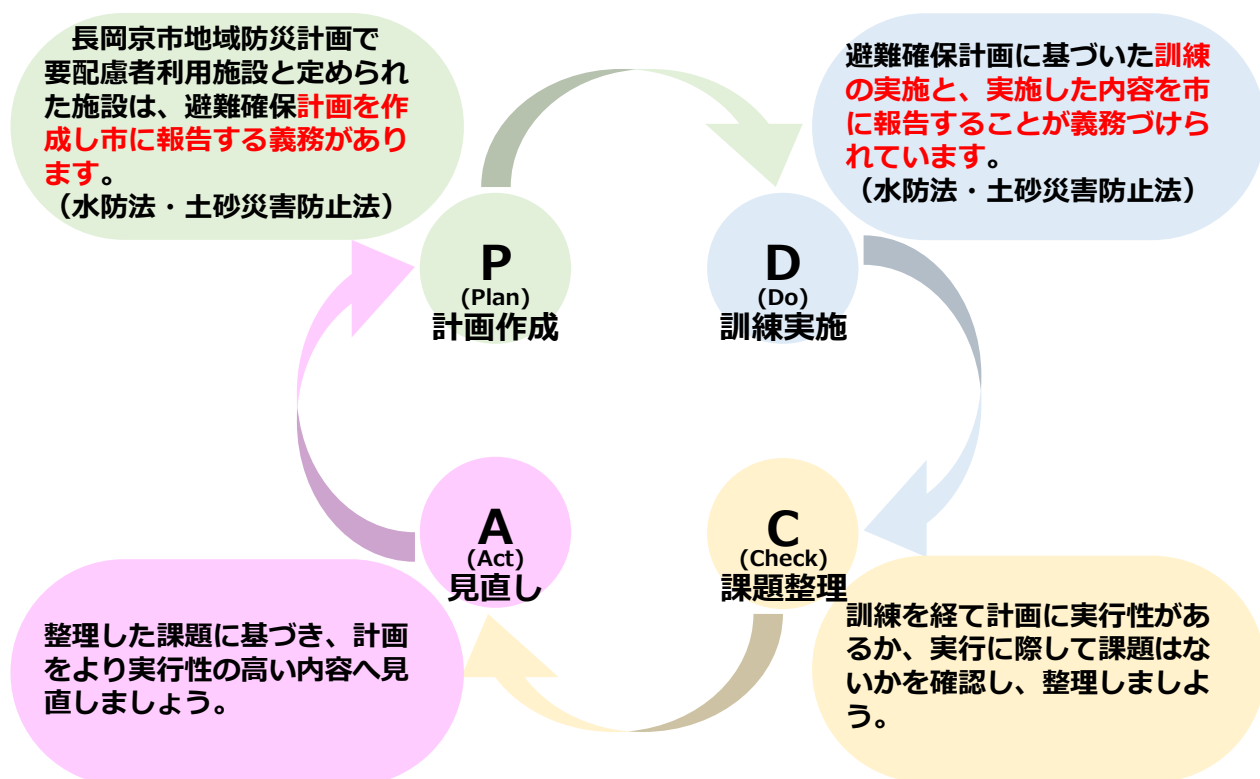 長岡京市地域防災計画で
要配慮者利用施設と定められ
た施設は、避難確保計画を作
成し市に報告する義務があり
ます。
（水防法・土砂災害防止法）
避難確保計画に基づいた訓練
の実施と、実施した内容を市
に報告することが義務づけら
れています。
（水防法・土砂災害防止法）
P
(Plan)
計画作成
D
(Do)
訓練実施
A
(Act)
見直し
C
(Check)
課題整理
整理した課題に基づき、計画
をより実行性の高い内容へ見
直しましょう。
訓練を経て計画に実行性があ
るか、実行に際して課題はな
いかを確認し、整理しましよ
う。